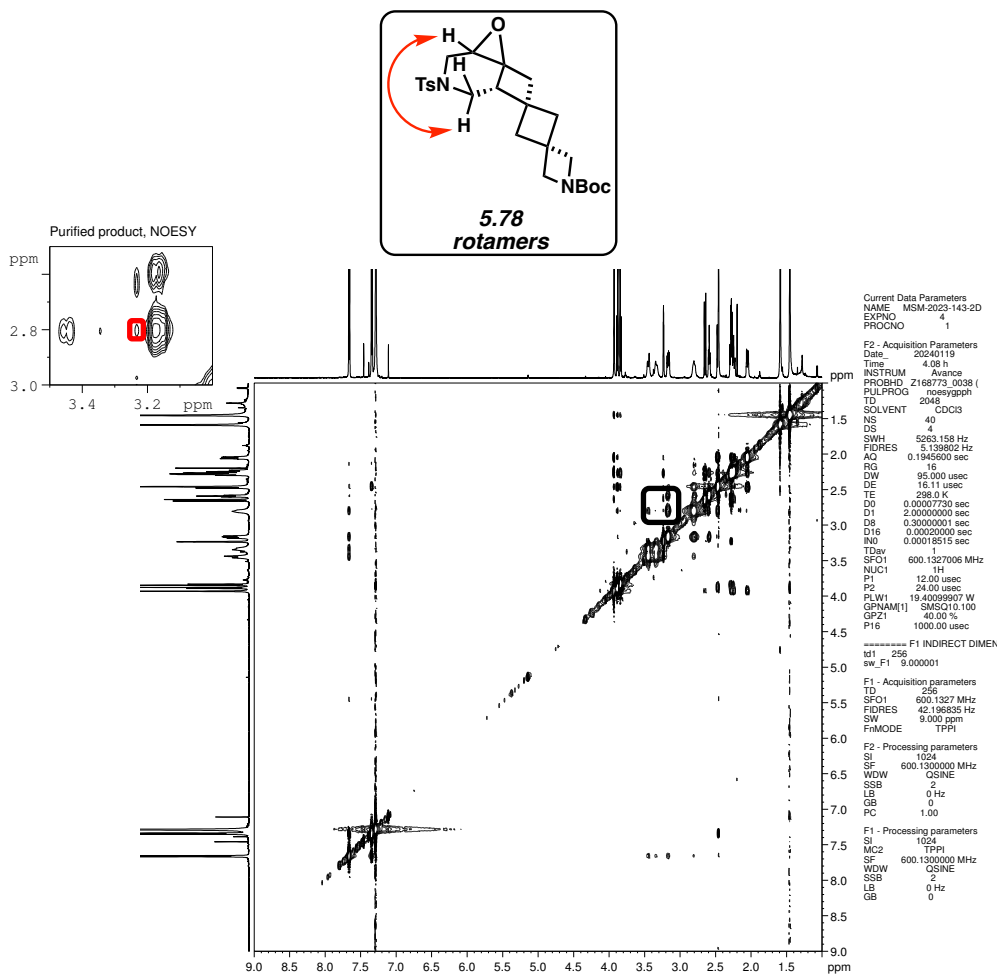 O
H
H
TsN
H
NBoc
5.78
rotamers
Purified product, NOESY
ppm
2.8
3.0
3.4 3.2 ppm
ppm
1.5
2.0
2.5
3.0
3.5
4.0
4.5
5.0
5.5
6.0
6.5
7.0
7.5
8.0
8.5
9.0
9.0 8.5 8.0 7.5 7.0 6.5 6.0 5.5 5.0 4.5 4.0 3.5 3.0 2.5 2.0 1.5 ppm
Current Data Parameters
NAME MSM-2023-143-2D
EXPNO 4
PROCNO 1
F2 - Acquisition Parameters
Date_ 20240119
Time 4.08 h
INSTRUM Avance
PROBHD Z168773_0038 (
PULPROG noesygpph
TD 2048
SOLVENT CDCl3
NS 40
DS 4
SWH 5263.158 Hz
FIDRES 5.139802 Hz
AQ 0.1945600 sec
RG 16
DW 95.000 usec
DE 16.11 usec
TE 298.0 K
D0 0.00007730 sec
D1 2.00000000 sec
D8 0.30000001 sec
D16 0.00020000 sec
IN0 0.00018515 sec
TDav 1
SFO1 600.1327006 MHz
NUC1 1H
P1 12.00 usec
P2 24.00 usec
PLW1 19.40099907 W
GPNAM[1] SMSQ10.100
GPZ1 40.00 %
P16 1000.00 usec
======== F1 INDIRECT DIMEN
td1 256
sw_F1 9.000001
F1 - Acquisition parameters
TD 256
SFO1 600.1327 MHz
FIDRES 42.196835 Hz
SW 9.000 ppm
FnMODE TPPI
F2 - Processing parameters
SI 1024
SF 600.1300000 MHz
WDW QSINE
SSB 2
LB 0 Hz
GB 0
PC 1.00
F1 - Processing parameters
SI 1024
MC2 TPPI
SF 600.1300000 MHz
WDW QSINE
SSB 2
LB 0 Hz
GB 0